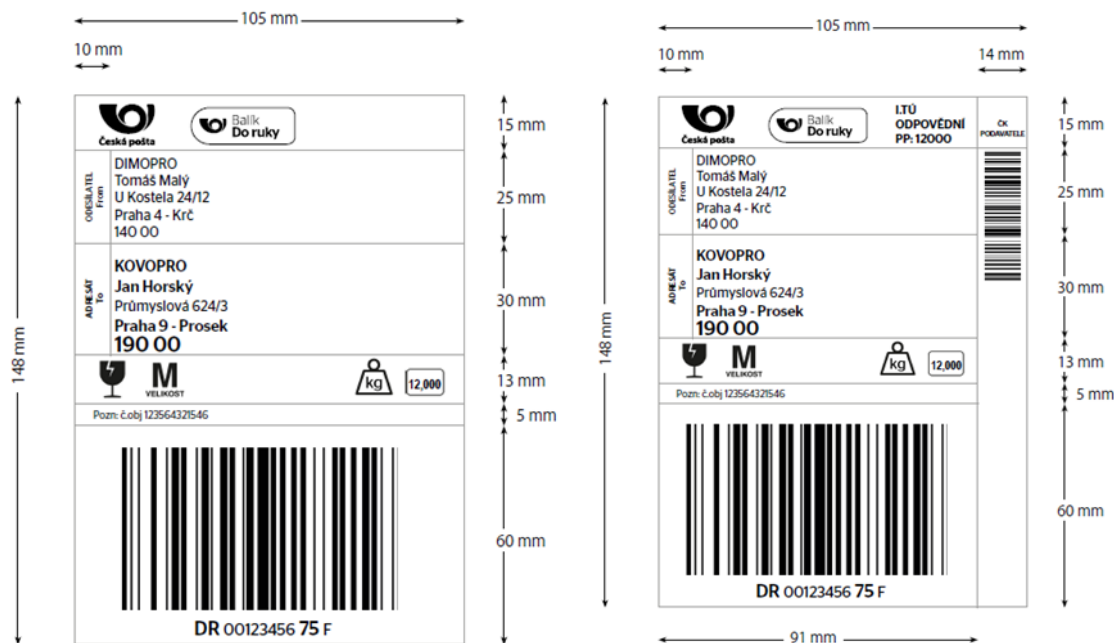 105 mm
10 mm
148 mm
Česká pošta
Balík
Do ruky
15 mm
ODESÍLATEL
From
DIMOPRO
Tomáš Malý
U Kostela 24/12
Praha 4 - Krč
140 00
25 mm
ADRESÁT
To
KOVOPRO
Jan Horský
Průmyslová 624/3
Praha 9 - Prosek
190 00
30 mm
M
VELIKOST
kg
12,000
13 mm
Pozn: č.obj 123564321546
5 mm
60 mm
DR 00123456 75 F
105 mm
10 mm
14 mm
148 mm
Česká pošta
Balík
Do ruky
I.TÚ
ODPOVĚDNÍ
PP: 12000
ČK
PODAVATELE
15 mm
ODESÍLATEL
From
DIMOPRO
Tomáš Malý
U Kostela 24/12
Praha 4 - Krč
140 00
25 mm
ADRESÁT
To
KOVOPRO
Jan Horský
Průmyslová 624/3
Praha 9 - Prosek
190 00
30 mm
M
VELIKOST
kg
12,000
13 mm
Pozn: č.obj 123564321546
5 mm
60 mm
DR 00123456 75 F
91 mm